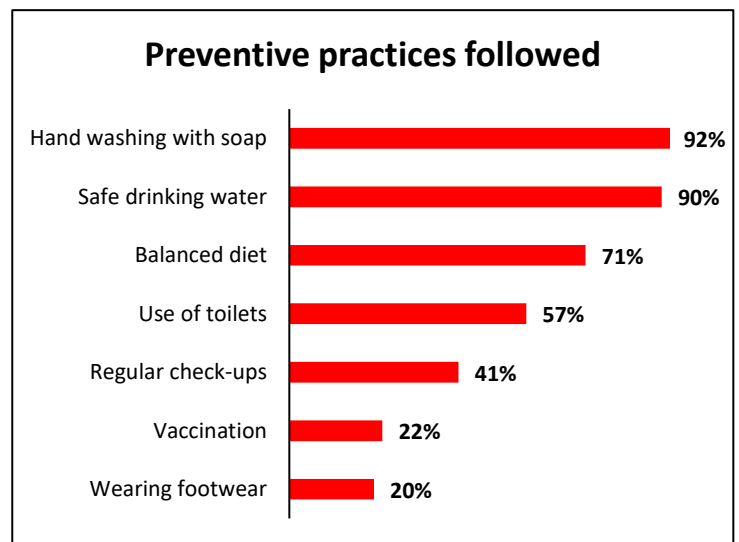 Preventive practices followed
Hand washing with soap 92%
Safe drinking water 90%
Balanced diet 71%
Use of toilets 57%
Regular check-ups 41%
Vaccination 22%
Wearing footwear 20%